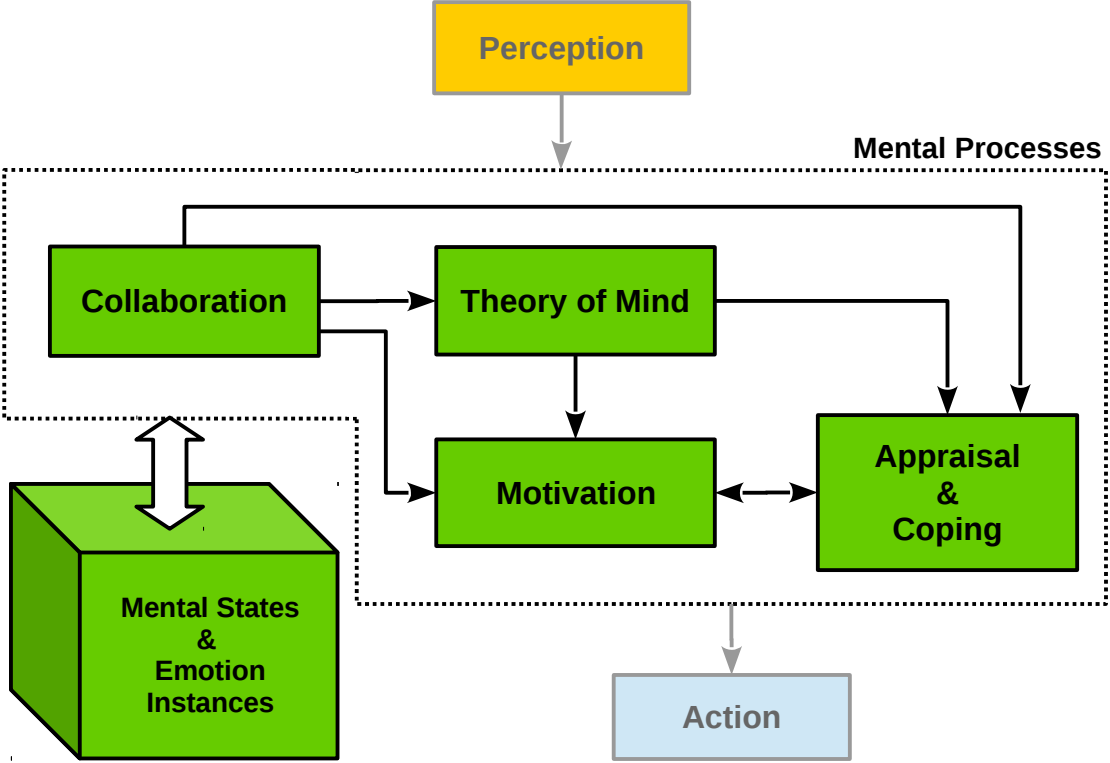 Perception
Mental Processes
Collaboration
Theory of Mind
Motivation
Appraisal
&
Coping
Mental States
&
Emotion
Instances
Action